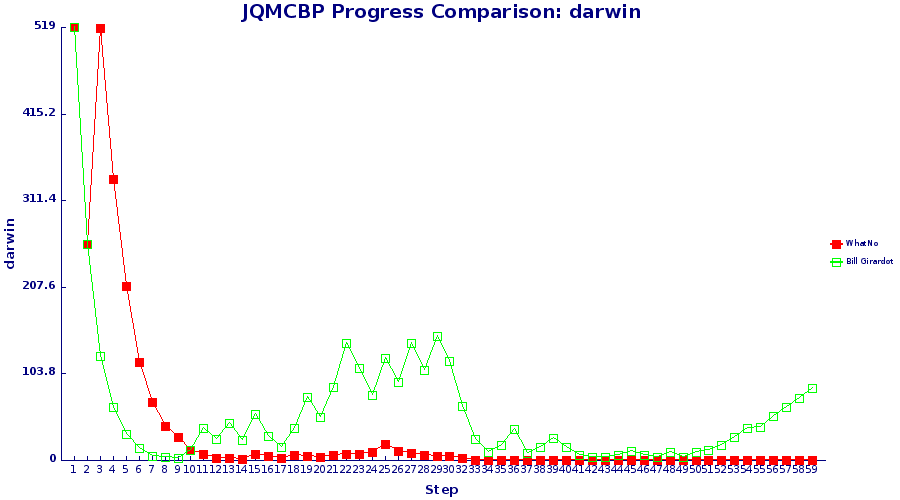 JQMCBP Progress Comparison: darwin
519
415.2
311.4
207.6
103.8
0
darwin
1 2 3 4 5 6 7 8 9 10 11 12 13 14 15 16 17 18 19 20 21 22 23 24 25 26 27 28 29 30 31 32 33 34 35 36 37 38 39 40 41 42 43 44 45 46 47 48 49 50 51 52 53 54 55 56 57 58 59
Step
WhatNo
Bill Girardot